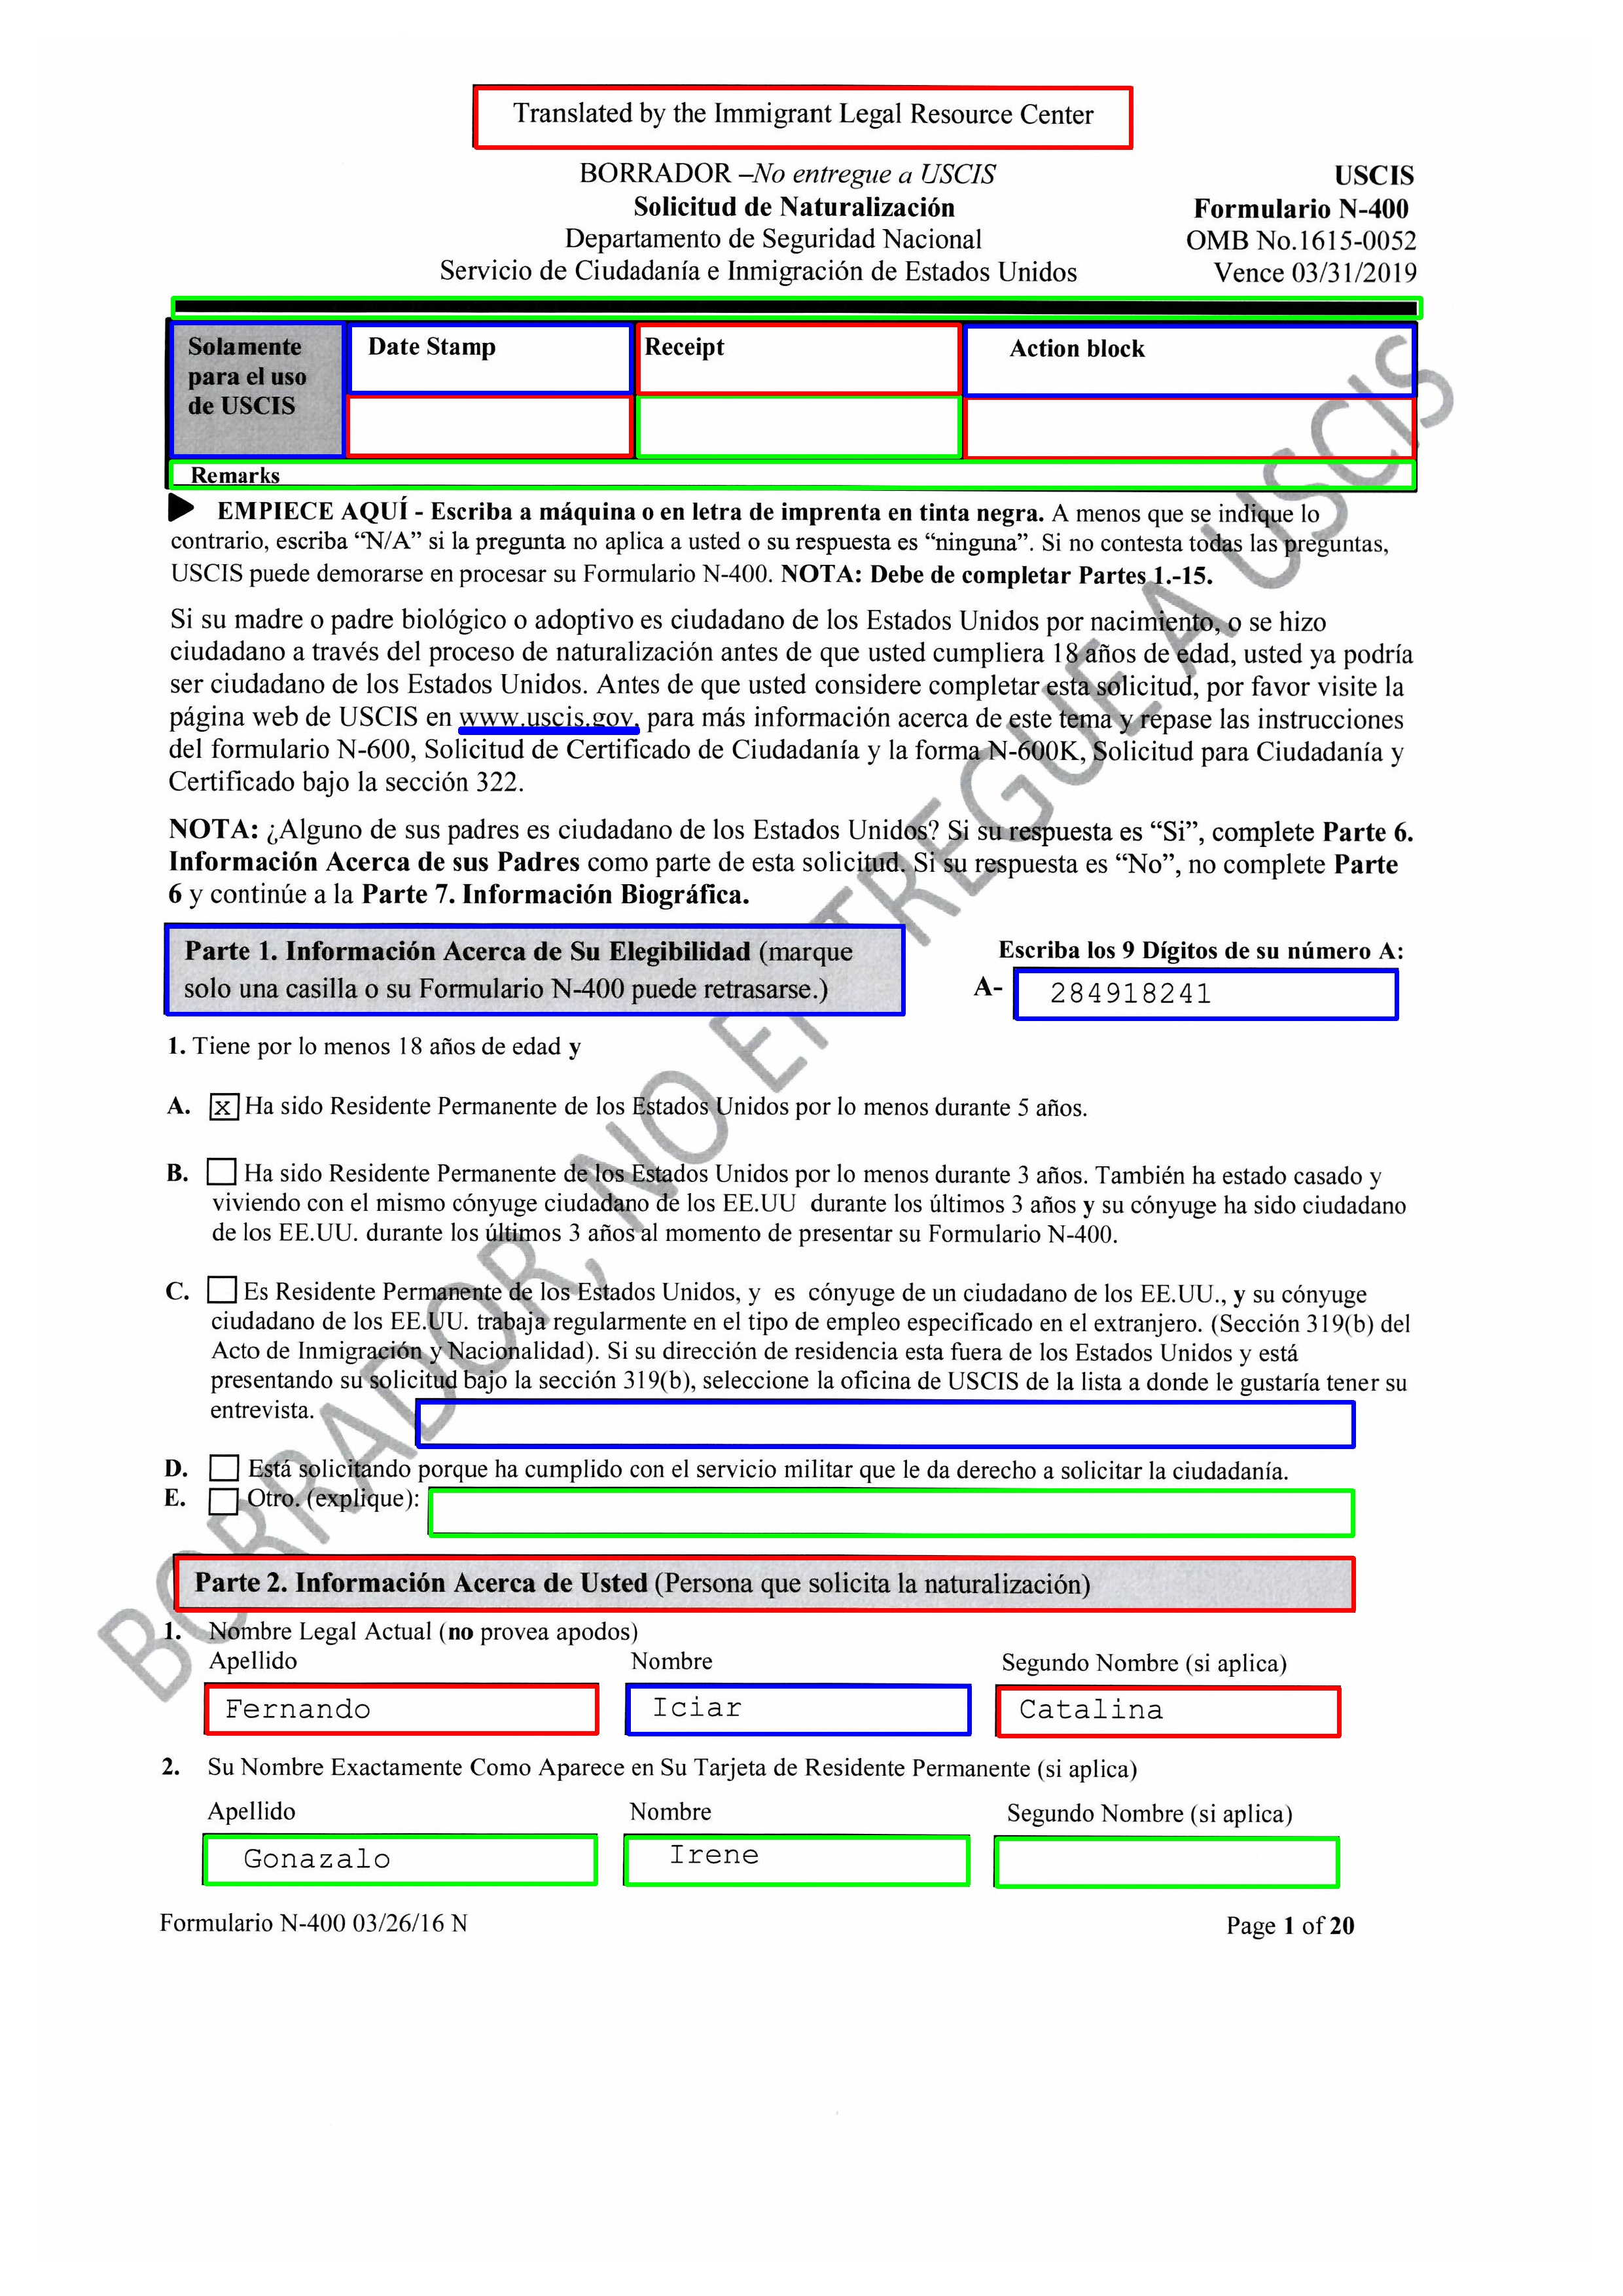 Translated by the Immigrant Legal Resource Center
BORRADOR –No entregue a USCIS
Solicitud de Naturalización
Departamento de Seguridad Nacional
Servicio de Ciudadanía e Inmigración de Estados Unidos
USCIS
Formulario N-400
OMB No.1615-0052
Vence 03/31/2019
Solamente
para el uso
de USCIS
Date Stamp
Receipt
Action block
Remarks
EMPIECE AQUÍ - Escriba a máquina o en letra de imprenta en tinta negra. A menos que se indique lo
contrario, escriba “N/A” si la pregunta no aplica a usted o su respuesta es “ninguna”. Si no contesta todas las preguntas,
USCIS puede demorarse en procesar su Formulario N-400. NOTA: Debe de completar Partes 1.-15.
Si su madre o padre biológico o adoptivo es ciudadano de los Estados Unidos por nacimiento, o se hizo
ciudadano a través del proceso de naturalización antes de que usted cumpliera 18 años de edad, usted ya podría
ser ciudadano de los Estados Unidos. Antes de que usted considere completar esta solicitud, por favor visite la
página web de USCIS en www.uscis.gov, para más información acerca de este tema y repase las instrucciones
del formulario N-600, Solicitud de Certificado de Ciudadanía y la forma N-600K, Solicitud para Ciudadanía y
Certificado bajo la sección 322.
NOTA: ¿Alguno de sus padres es ciudadano de los Estados Unidos? Si su respuesta es “Si”, complete Parte 6.
Información Acerca de sus Padres como parte de esta solicitud. Si su respuesta es “No”, no complete Parte
6 y continúe a la Parte 7. Información Biográfica.
Parte 1. Información Acerca de Su Elegibilidad (marque
solo una casilla o su Formulario N-400 puede retrasarse.)
Escriba los 9 Dígitos de su número A:
A- 284918241
1. Tiene por lo menos 18 años de edad y
A. x Ha sido Residente Permanente de los Estados Unidos por lo menos durante 5 años.
B. Ha sido Residente Permanente de los Estados Unidos por lo menos durante 3 años. También ha estado casado y
viviendo con el mismo cónyuge ciudadano de los EE.UU durante los últimos 3 años y su cónyuge ha sido ciudadano
de los EE.UU. durante los últimos 3 años al momento de presentar su Formulario N-400.
C. Es Residente Permanente de los Estados Unidos, y es cónyuge de un ciudadano de los EE.UU., y su cónyuge
ciudadano de los EE.UU. trabaja regularmente en el tipo de empleo especificado en el extranjero. (Sección 319(b) del
Acto de Inmigración y Nacionalidad). Si su dirección de residencia esta fuera de los Estados Unidos y está
presentando su solicitud bajo la sección 319(b), seleccione la oficina de USCIS de la lista a donde le gustaría tener su
entrevista.
D. Está solicitando porque ha cumplido con el servicio militar que le da derecho a solicitar la ciudadanía.
E. Otro. (explique):
Parte 2. Información Acerca de Usted (Persona que solicita la naturalización)
1. Nombre Legal Actual (no provea apodos)
Apellido Nombre Segundo Nombre (si aplica)
Fernando Iciar Catalina
2. Su Nombre Exactamente Como Aparece en Su Tarjeta de Residente Permanente (si aplica)
Apellido Nombre Segundo Nombre (si aplica)
Gonazalo Irene
Formulario N-400 03/26/16 N Page 1 of 20
BORRADOR, NO ENTREGUE A USCIS